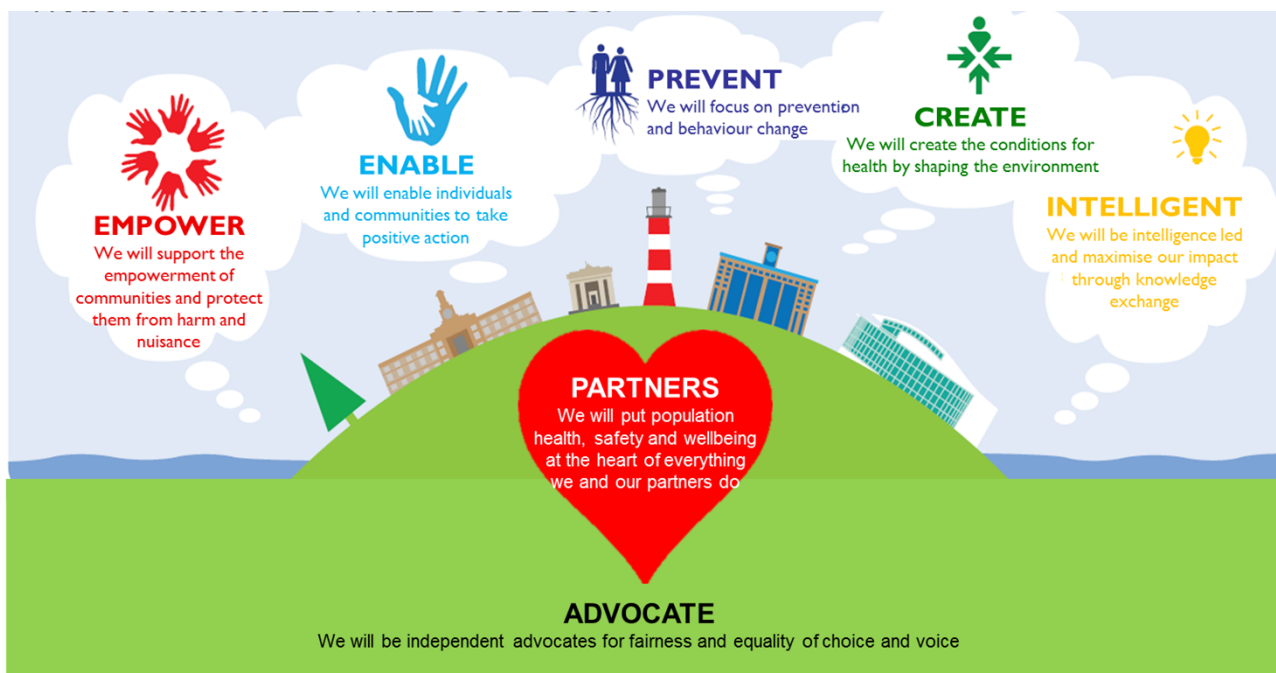 EMPOWER
We will support the
empowerment of
communities and protect
them from harm and
nuisance
ENABLE
We will enable individuals
and communities to take
positive action
PREVENT
We will focus on prevention
and behaviour change
CREATE
We will create the conditions for
health by shaping the environment
INTELLIGENT
We will be intelligence led
and maximise our impact
through knowledge
exchange
PARTNERS
We will put population
health, safety and wellbeing
at the heart of everything
we and our partners do
ADVOCATE
We will be independent advocates for fairness and equality of choice and voice